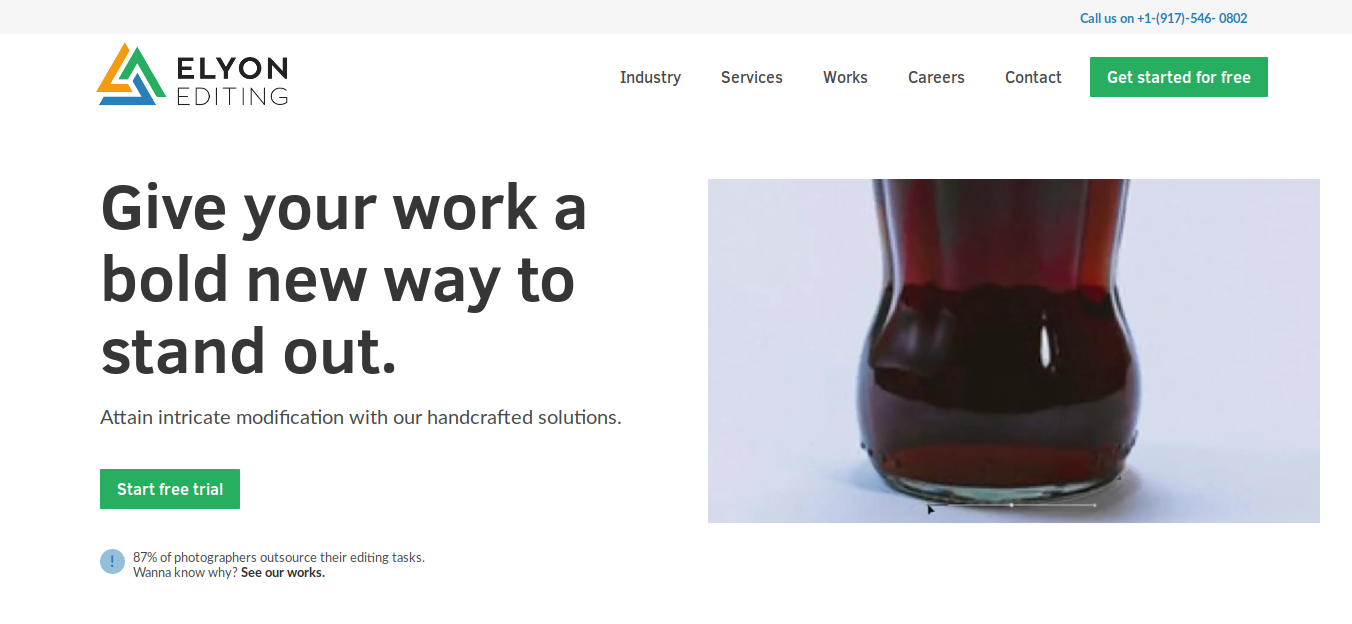 Call us on +1-(917)-546- 0802
ELYON
EDITING
Industry Services Works Careers Contact Get started for free
Give your work a
bold new way to
stand out.
Attain intricate modification with our handcrafted solutions.
Start free trial
!
87% of photographers outsource their editing tasks.
Wanna know why? See our works.